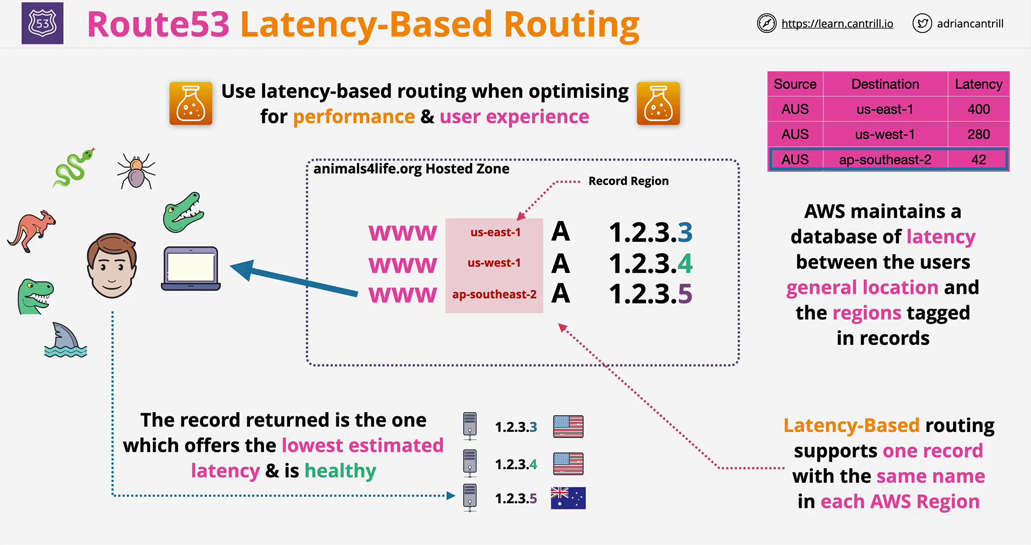 53
Route53 Latency-Based Routing
https://learn.cantrill.io
adriancantrill
Use latency-based routing when optimising
for performance & user experience
Source Destination Latency
AUS us-east-1 400
AUS us-west-1 280
AUS ap-southeast-2 42
animals4life.org Hosted Zone
Record Region
www us-east-1 A 1.2.3.3
www us-west-1 A 1.2.3.4
www ap-southeast-2 A 1.2.3.5
AWS maintains a
database of latency
between the users
general location and
the regions tagged
in records
The record returned is the one
which offers the lowest estimated
latency & is healthy
1.2.3.3
1.2.3.4
1.2.3.5
Latency-Based routing
supports one record
with the same name
in each AWS Region